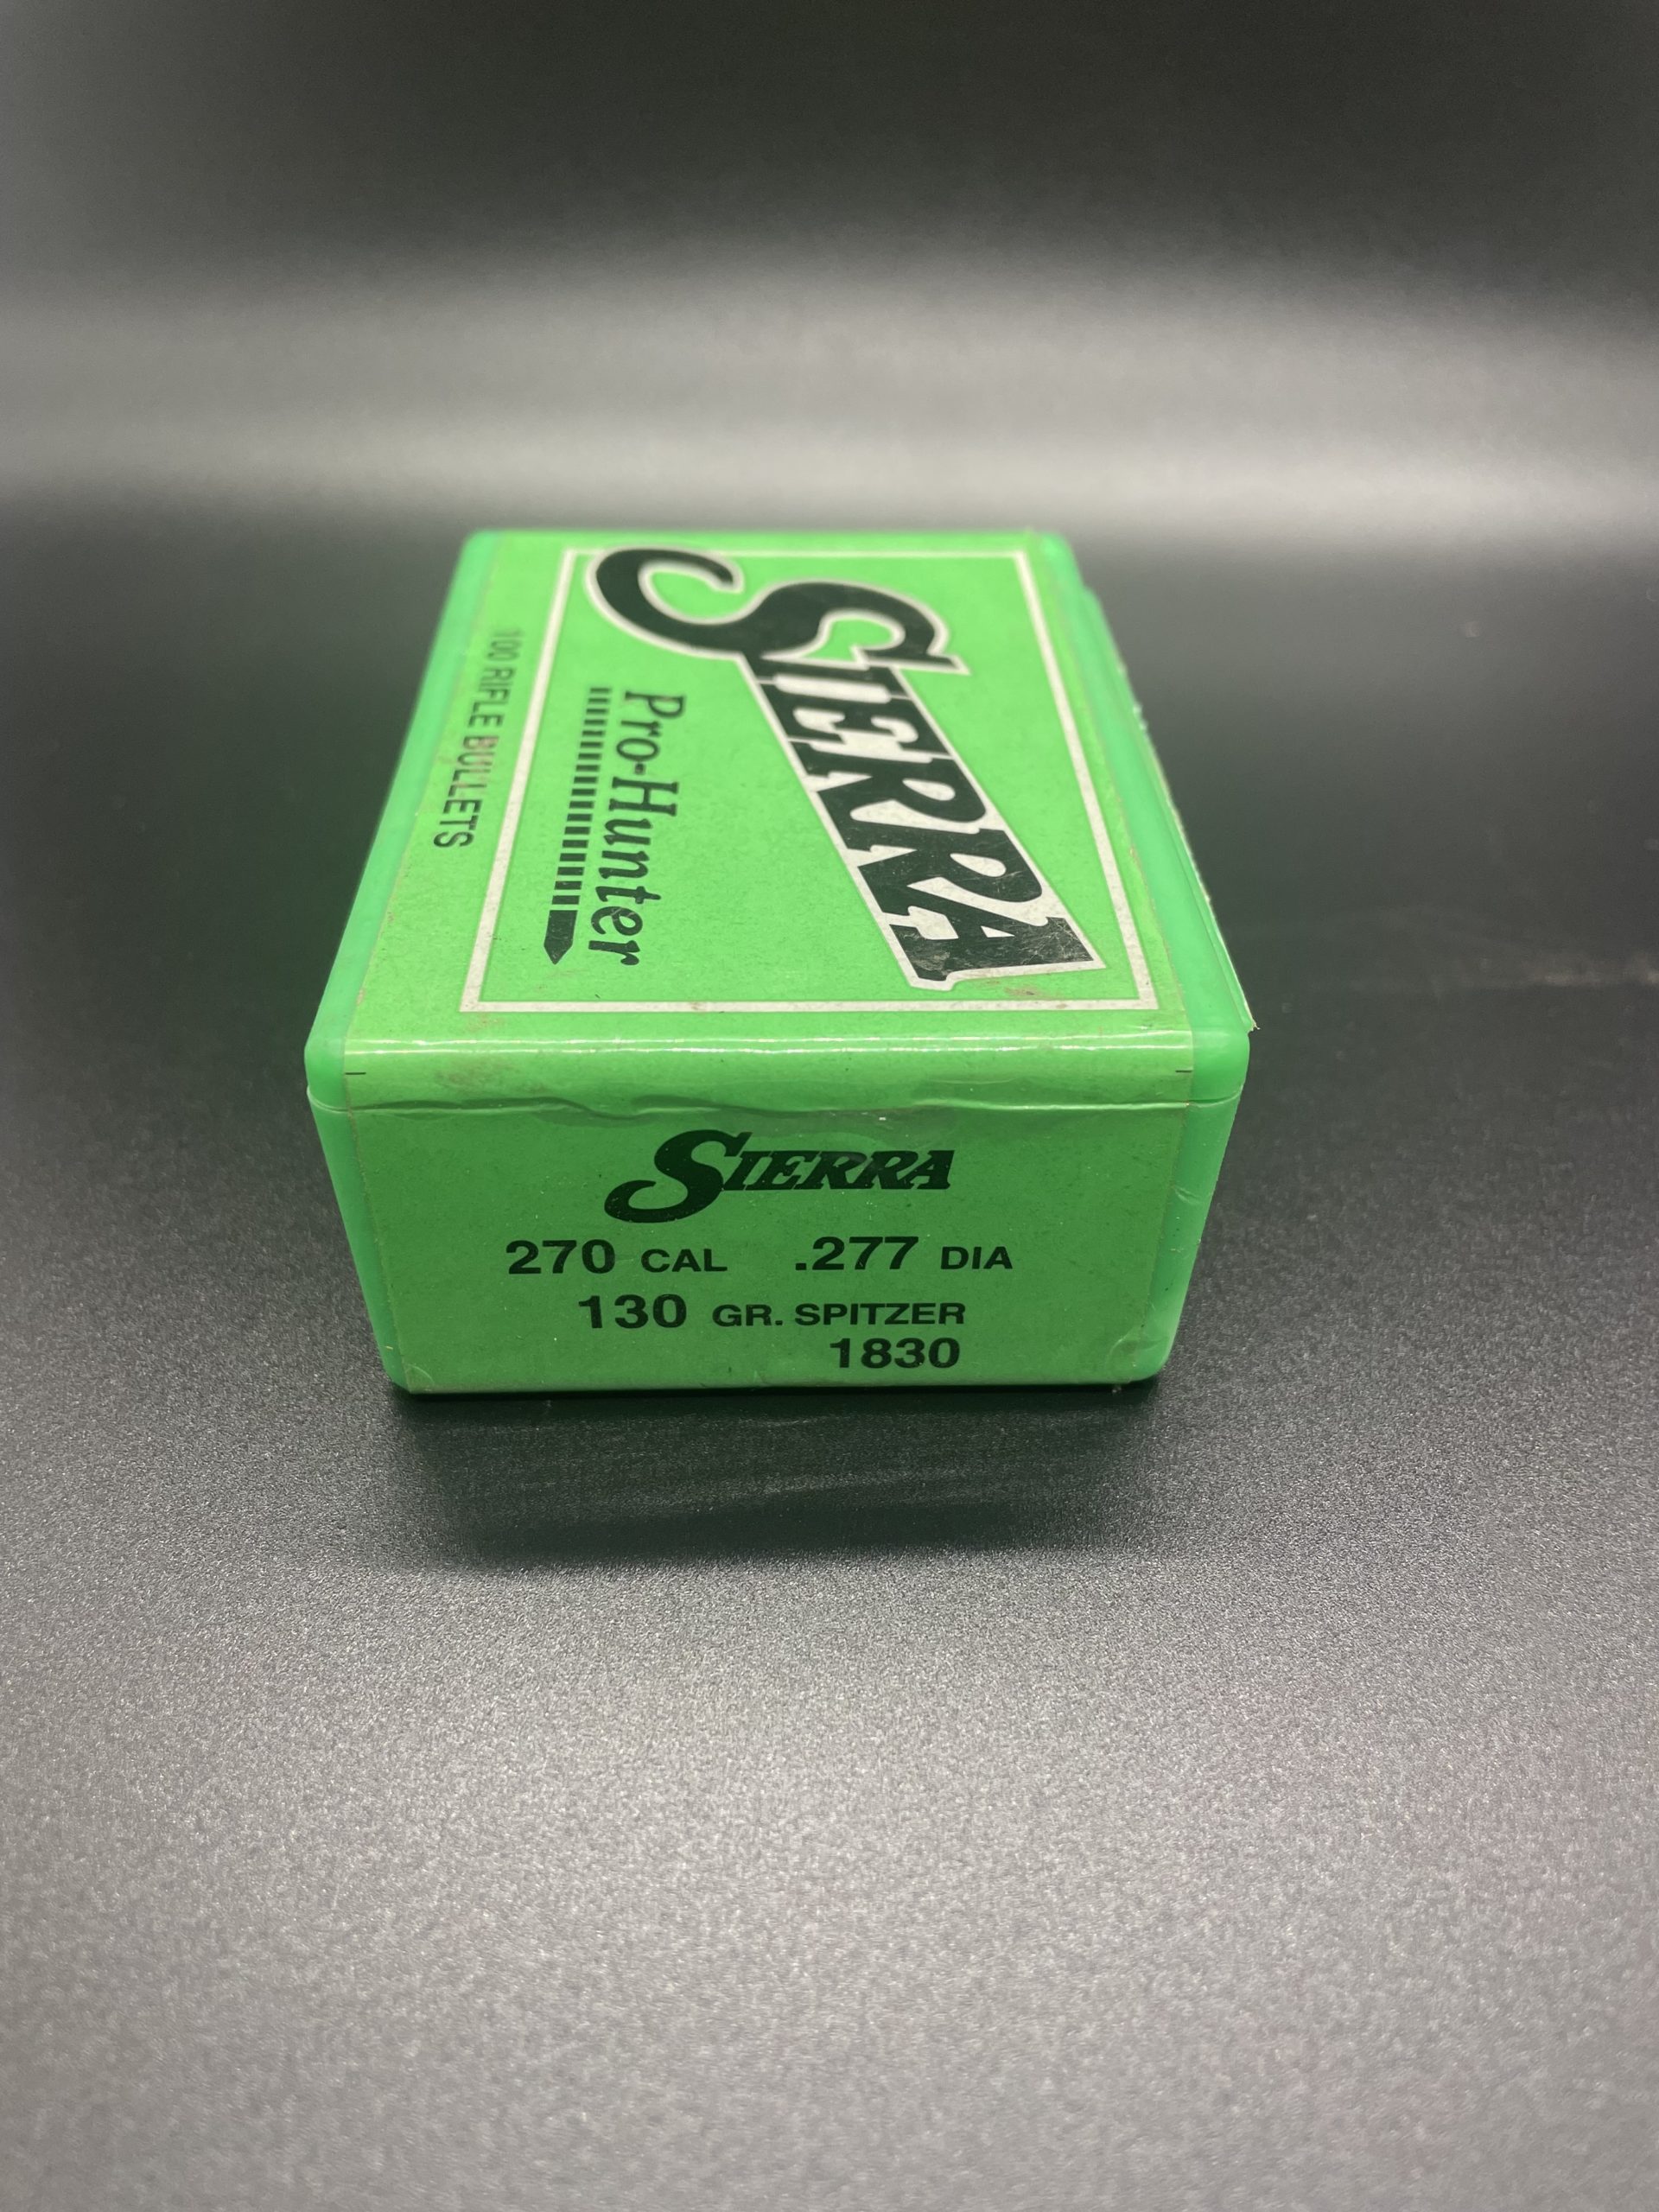 SIERRA
Pro-Hunter
100 RIFLE BULLETS
SIERRA
270 CAL .277 DIA
130 GR. SPITZER
1830